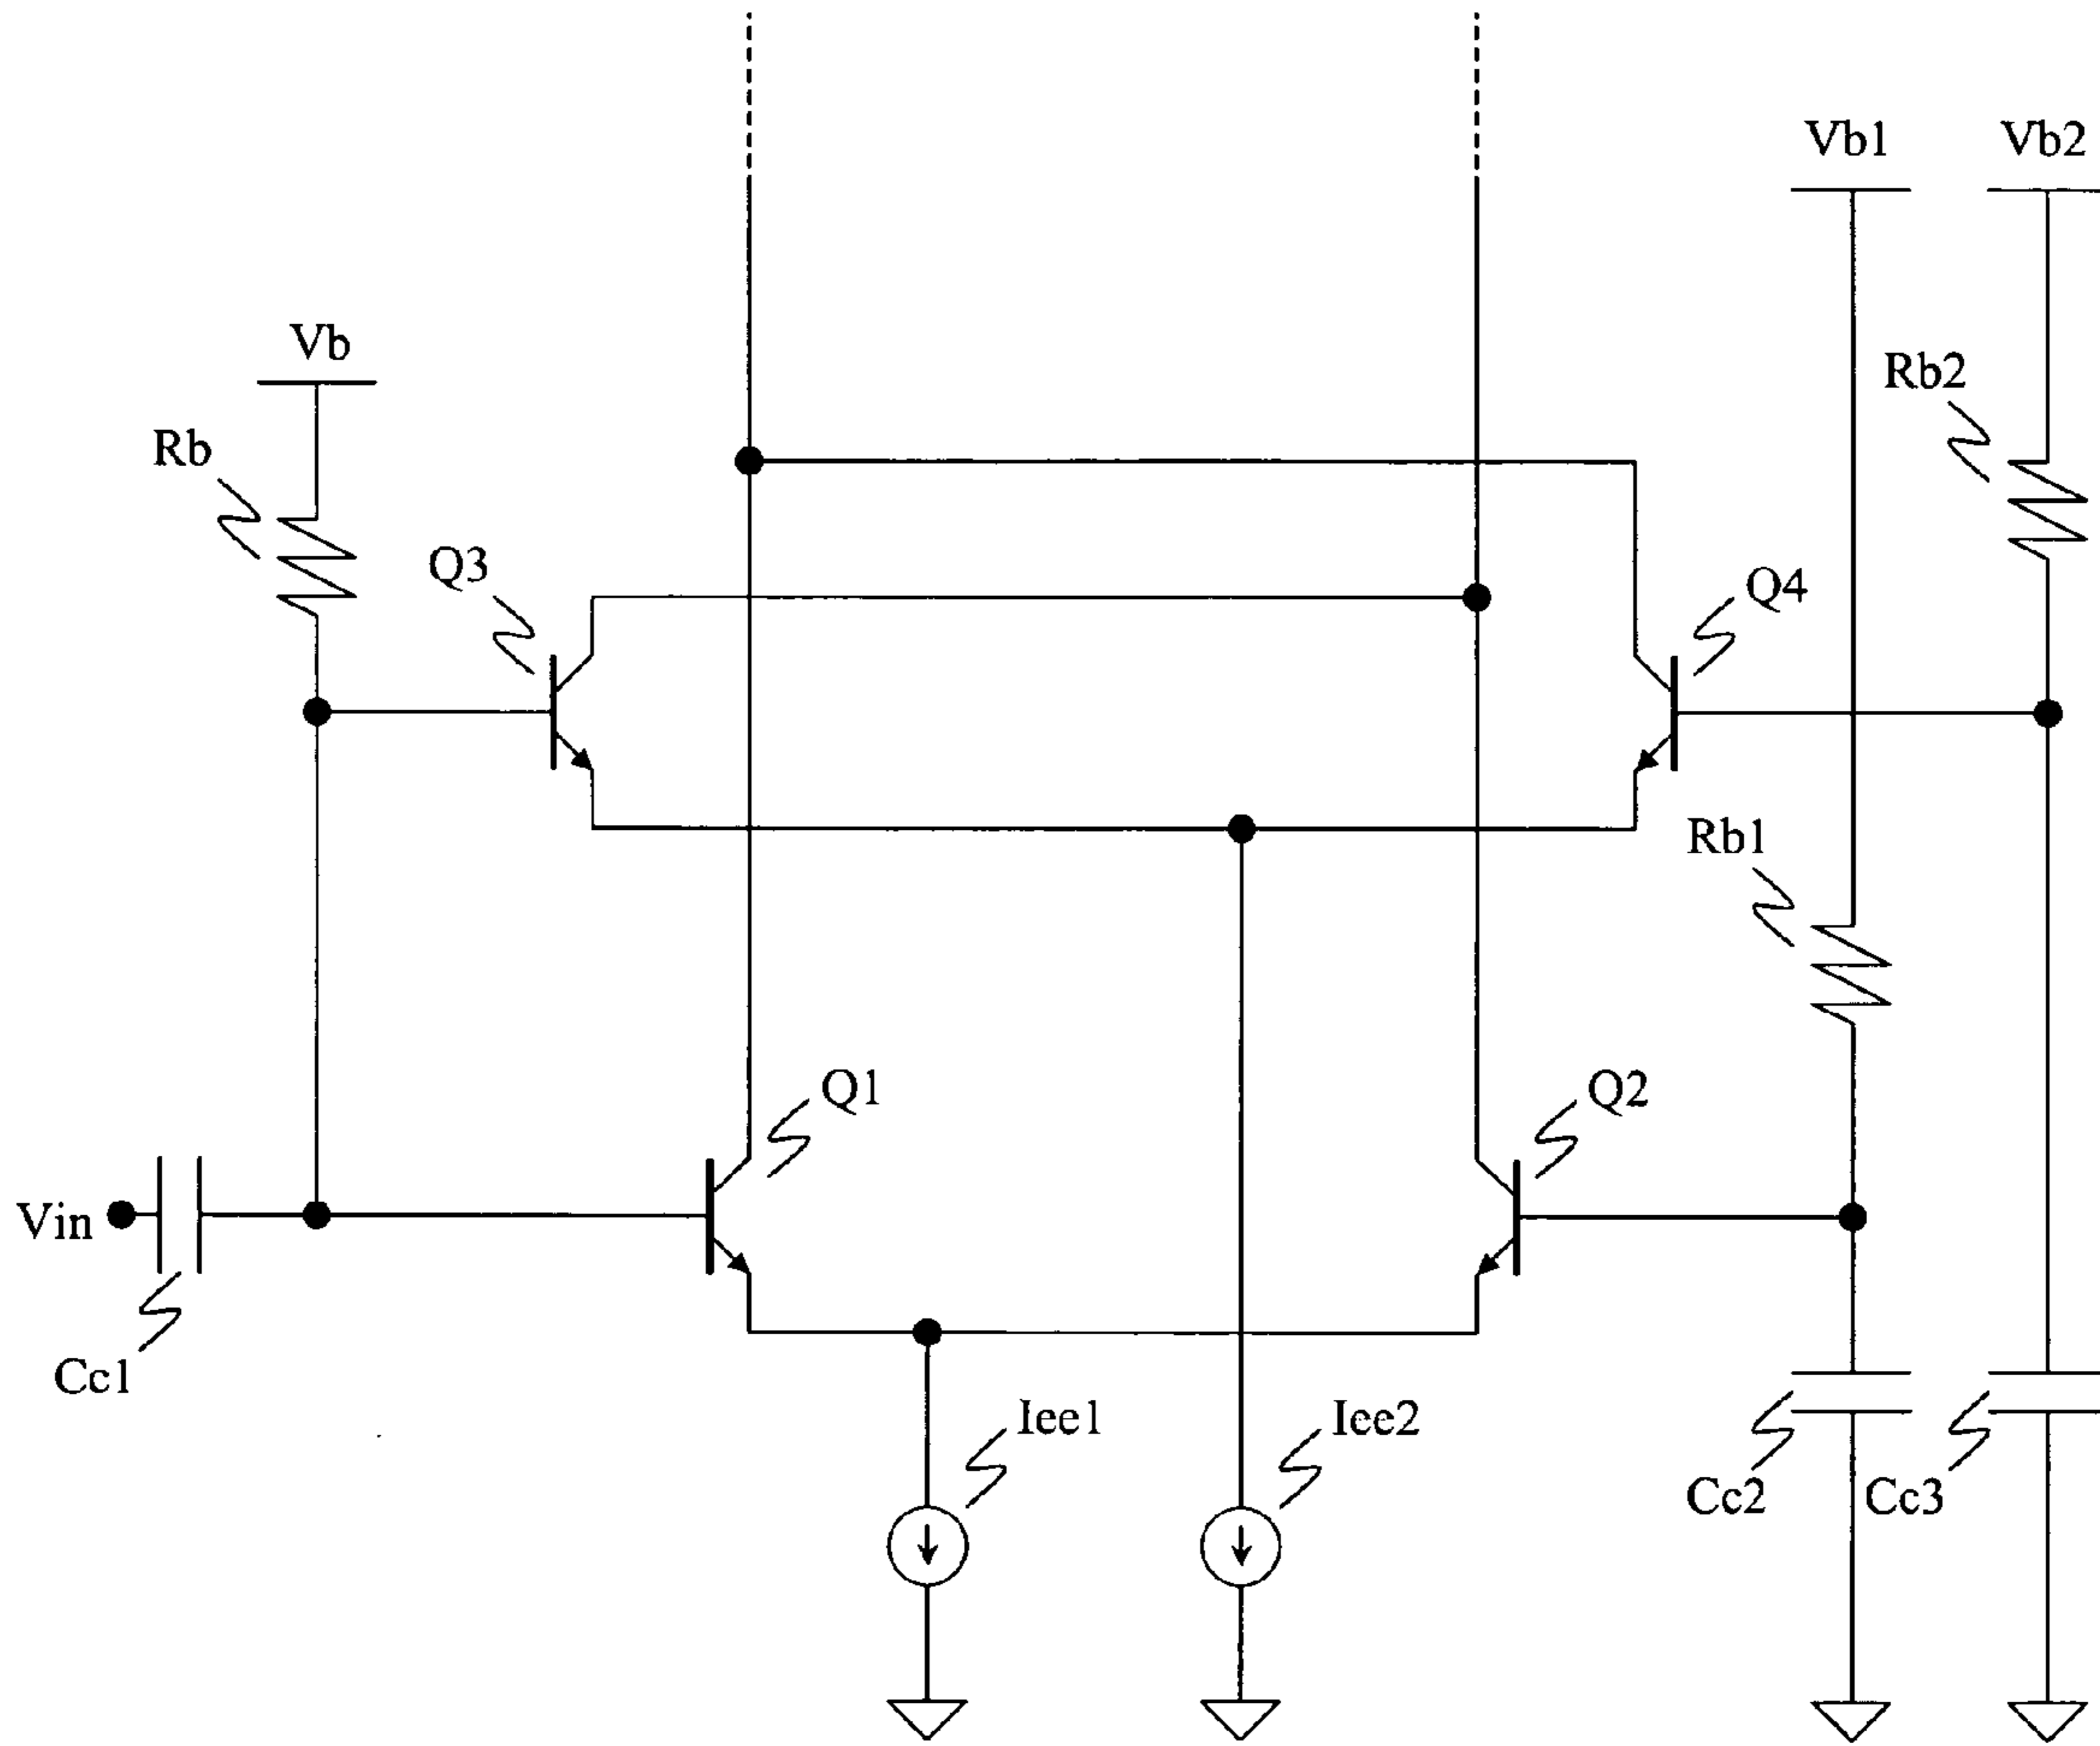 Vb1
Vb2
Vb
Rb2
Rb
Q3
Q4
Rb1
Q1
Q2
Vin
Cc1
Iee1
Iee2
Cc2
Cc3